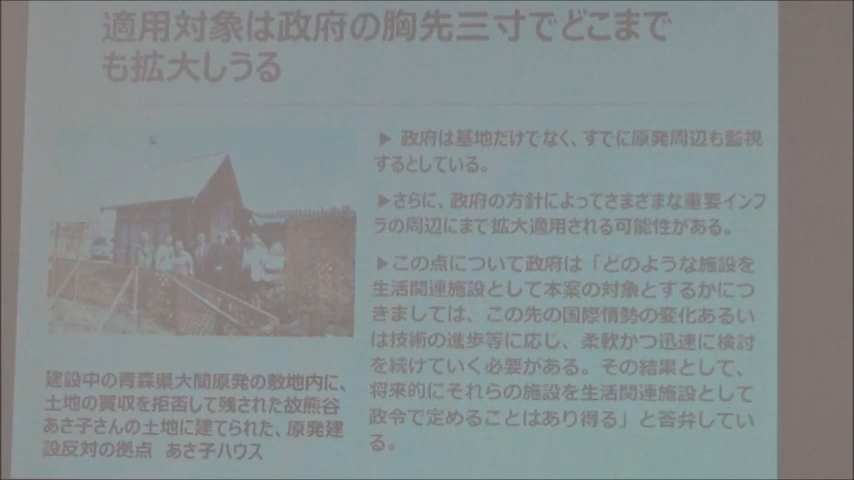 適用対象は政府の胸先三寸でどこまで
も拡大しうる
▶ 政府は基地だけでなく、すでに原発周辺も監視
するとしている。
▶さらに、政府の方針によってさまざまな重要インフ
ラの周辺にまで拡大適用される可能性がある。
▶この点について政府は「どのような施設を
生活関連施設として本案の対象とするかにつ
きましては、この先の国際情勢の変化あるい
は技術の進歩等に応じ、柔軟かつ迅速に検討
を続けていく必要がある。その結果として、
将来的にそれらの施設を生活関連施設として
政令で定めることはあり得る」と答弁してい
る。
建設中の青森県大間原発の敷地内に、
土地の買収を拒否して残された故熊谷
あさ子さんの土地に建てられた、原発建
設反対の拠点 あさ子ハウス